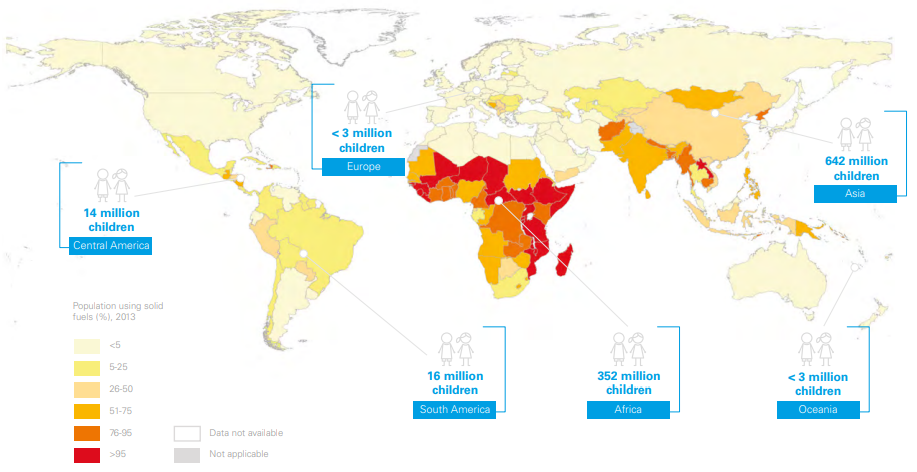 < 3 million
children
Europe
642 million
children
Asia
14 million
children
Central America
Population using solid
fuels (%), 2013
<5
5-25
26-50
51-75
76-95
>95
Data not available
Not applicable
16 million
children
South America
352 million
children
Africa
< 3 million
children
Oceania